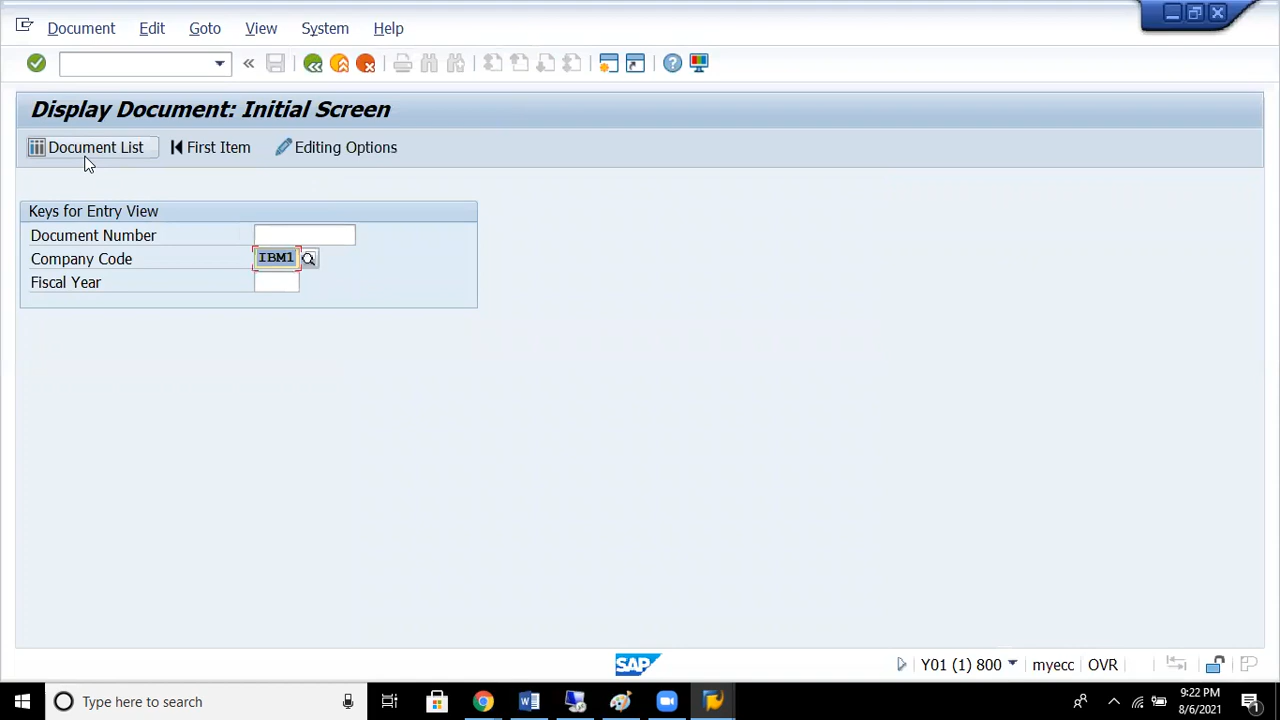 Document Edit Goto View System Help
Display Document: Initial Screen
Document List First Item Editing Options
Keys for Entry View
Document Number
Company Code IBM1
Fiscal Year
SAP Y01 (1) 800 myecc OVR
Type here to search
9:22 PM
8/6/2021
1